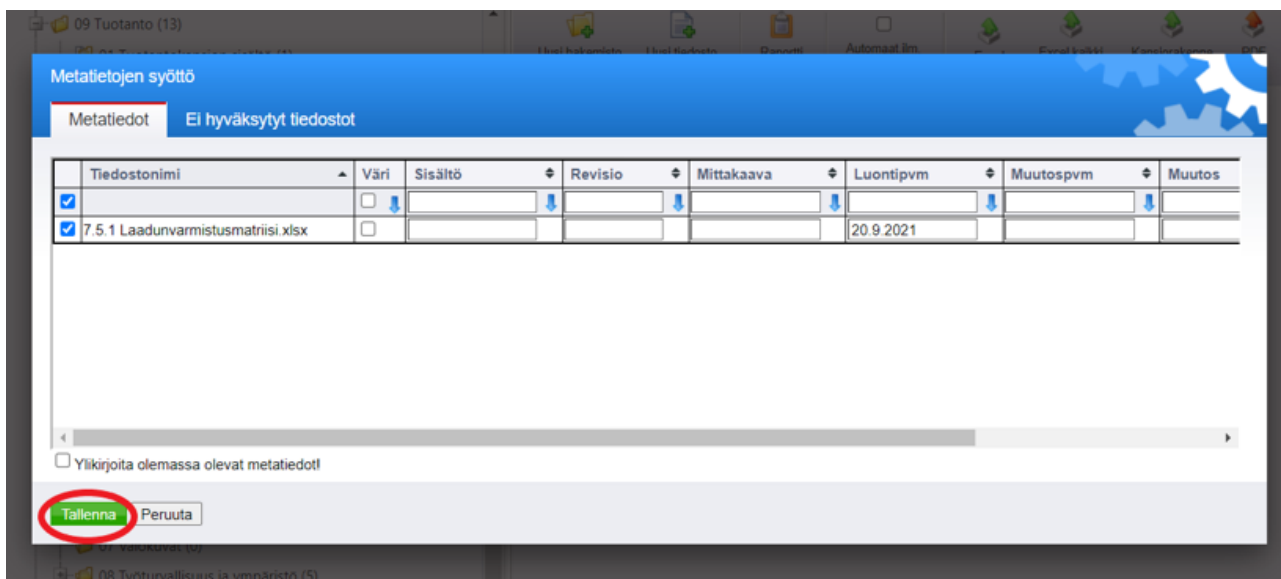 09 Tuotanto (13)
Uusi hakemisto Uusi tiedosto Raportti Automaat.ilm. Excel kaikki Kansiorakenne PDF
Metatietojen syöttö
Metatiedot Ei hyväksytyt tiedostot
Tiedostonimi Väri Sisältö Revisio Mittakaava Luontipvm Muutospvm Muutos
7.5.1 Laadunvarmistusmatriisi.xlsx 20.9.2021
Ylikirjoita olemassa olevat metatiedot!
Tallenna Peruuta
07 Valokuvat (0)
08 Työturvallisuus ja ympäristö (5)